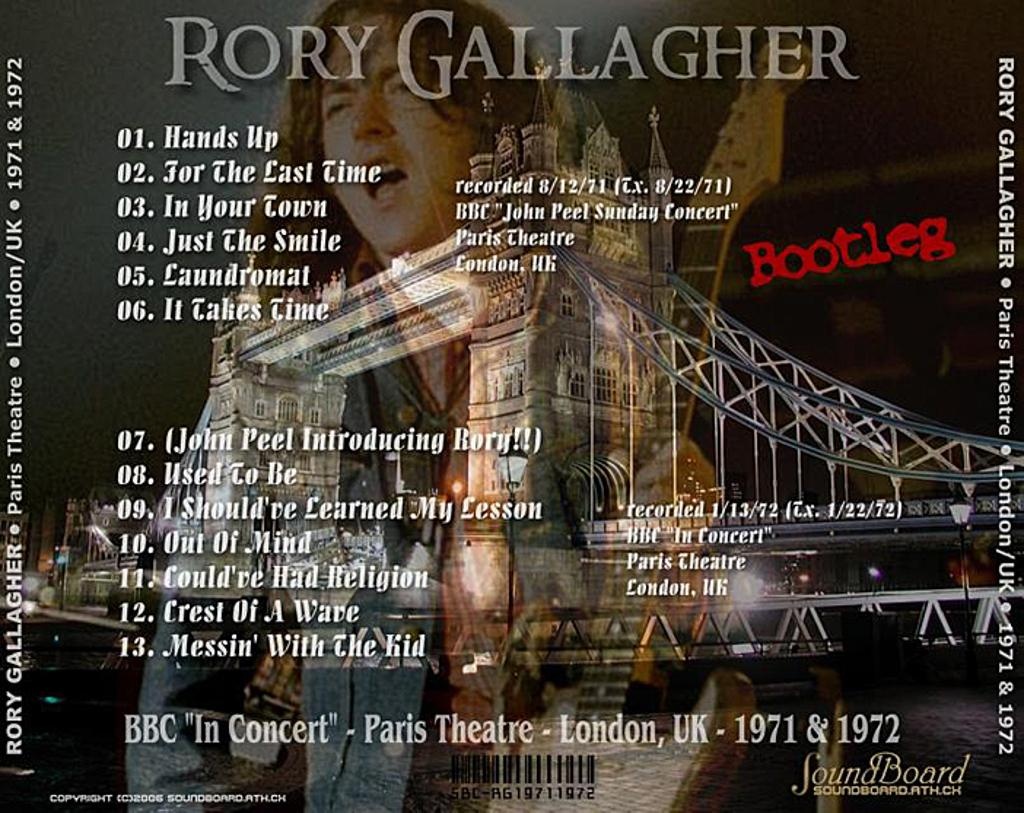 RORY GALLAGHER
01. Hands Up
02. For The Last Time
03. In Your Town
04. Just The Smile
05. Laundromat
06. It Takes Time
recorded 8/12/71 (Tx. 8/22/71)
BBC "John Peel Sunday Concert"
Paris Theatre
London, UK
Bootleg
07. (John Peel Introducing Rory!!)
08. Used To Be
09. I Should've Learned My Lesson
10. Out Of Mind
11. Could've Had Religion
12. Crest Of A Wave
13. Messin' With The Kid
recorded 1/13/72 (Tx. 1/22/72)
BBC "In Concert"
Paris Theatre
London, UK
BBC "In Concert" - Paris Theatre - London, UK - 1971 & 1972
COPYRIGHT (C)2006 SOUNDBOARD.ATH.CX
SBC-RG19711972
SoundBoard
SOUNDBOARD.ATH.CX
RORY GALLAGHER ● Paris Theatre ● London/UK ● 1971 & 1972
RORY GALLAGHER ● Paris Theatre ● London/UK ● 1971 & 1972